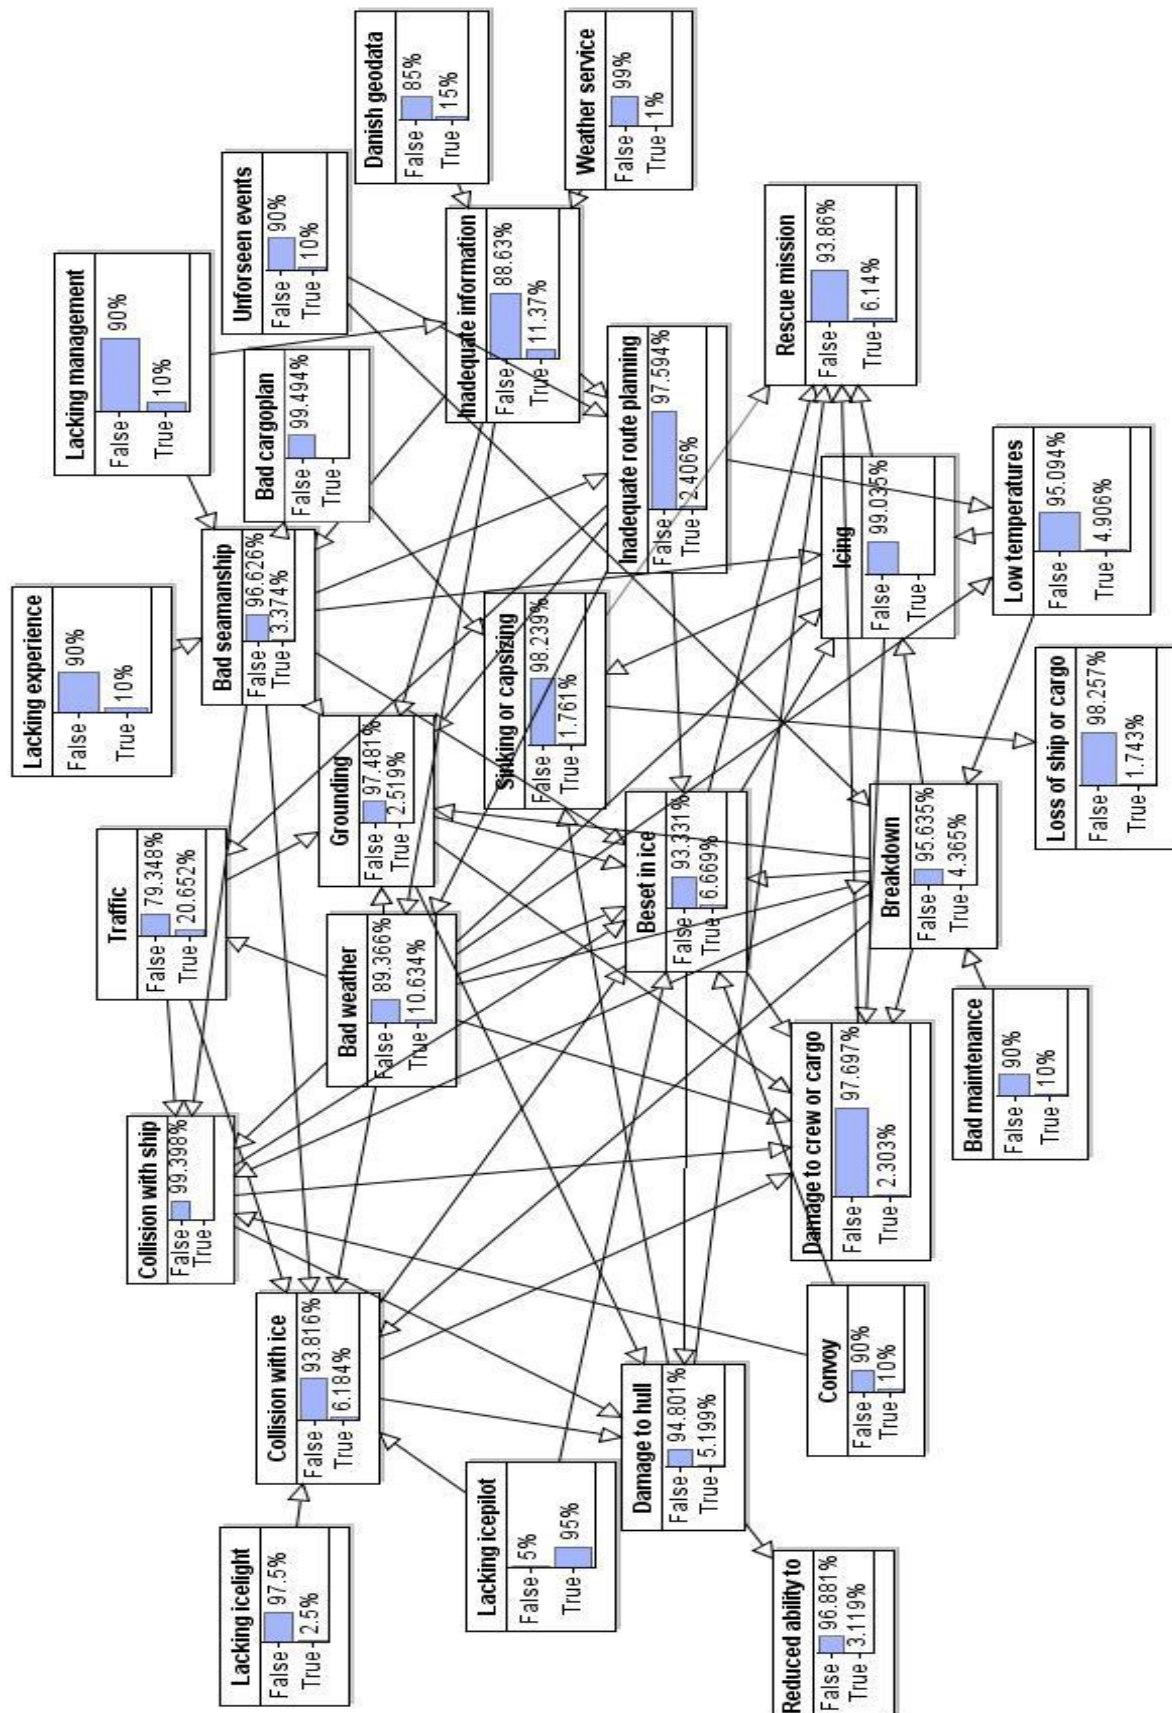 Lacking experience
False 90%
True 10%
Lacking management
False 90%
True 10%
Traffic
False 79.348%
True 20.652%
Collision with ship
False 99.398%
True
Bad seamanship
False 96.626%
True 3.374%
Lacking icelight
False 97.5%
True 2.5%
Unforseen events
False 90%
True 10%
Bad cargoplan
False 99.494%
True
Collision with ice
False 93.816%
True 6.184%
Grounding
False 97.481%
True 2.519%
Bad weather
False 89.366%
True 10.634%
Danish geodata
False 85%
True 15%
Inadequate information
False 88.63%
True 11.37%
Lacking icepilot
False 5%
True 95%
Sinking or capsizing
False 98.239%
True 1.761%
Weather service
False 99%
True 1%
Inadequate route planning
False 97.594%
True 2.406%
Damage to hull
False 94.801%
True 5.199%
Beset in ice
False 93.331%
True 6.669%
Rescue mission
False 93.86%
True 6.14%
Reduced ability to
False 96.881%
True 3.119%
Damage to crew or cargo
False 97.697%
True 2.303%
Convoy
False 90%
True 10%
Icing
False 99.035%
True
Breakdown
False 95.635%
True 4.365%
Bad maintenance
False 90%
True 10%
Low temperatures
False 95.094%
True 4.906%
Loss of ship or cargo
False 98.257%
True 1.743%